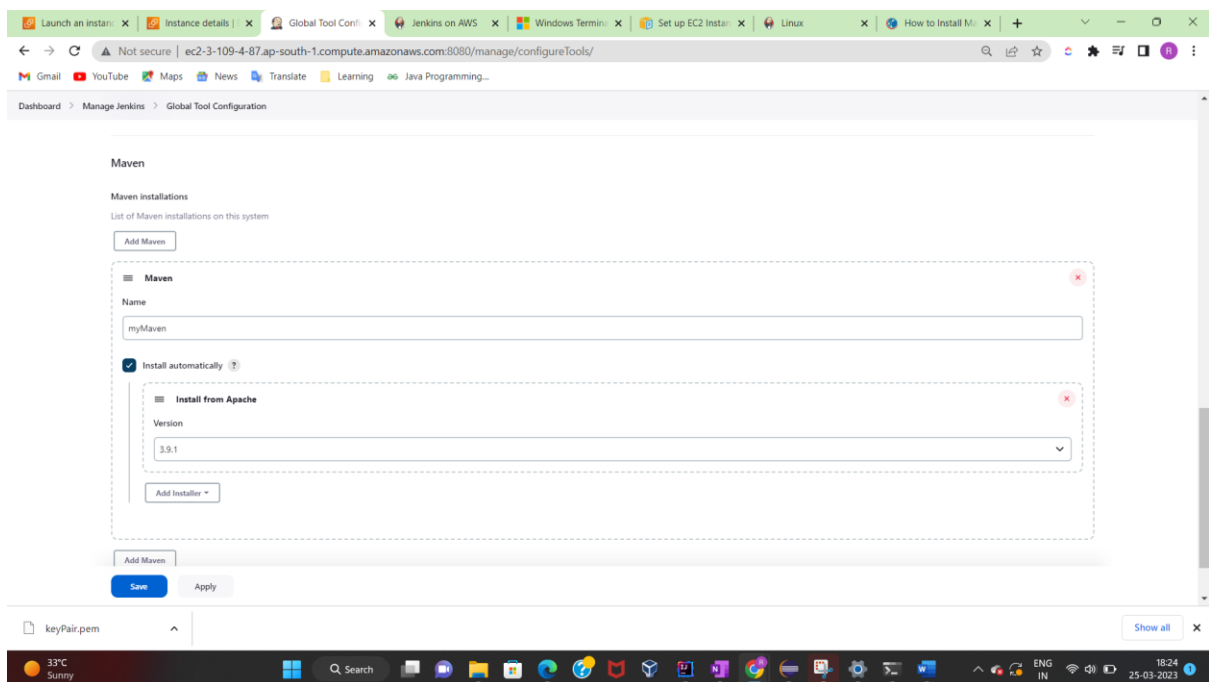 Launch an instanc
Instance details |
Global Tool Confi
Jenkins on AWS
Windows Termina
Set up EC2 Instan
Linux
How to Install Ma
Not secure | ec2-3-109-4-87.ap-south-1.compute.amazonaws.com:8080/manage/configureTools/
R
Gmail YouTube Maps News Translate Learning Java Programming...
Dashboard > Manage Jenkins > Global Tool Configuration
Maven
Maven installations
List of Maven installations on this system
Add Maven
Maven
Name
myMaven
Install automatically ?
Install from Apache
Version
3.9.1
Add Installer
Add Maven
Save Apply
keyPair.pem
Show all
33°C
Sunny
Search
ENG
IN
18:24
25-03-2023
1